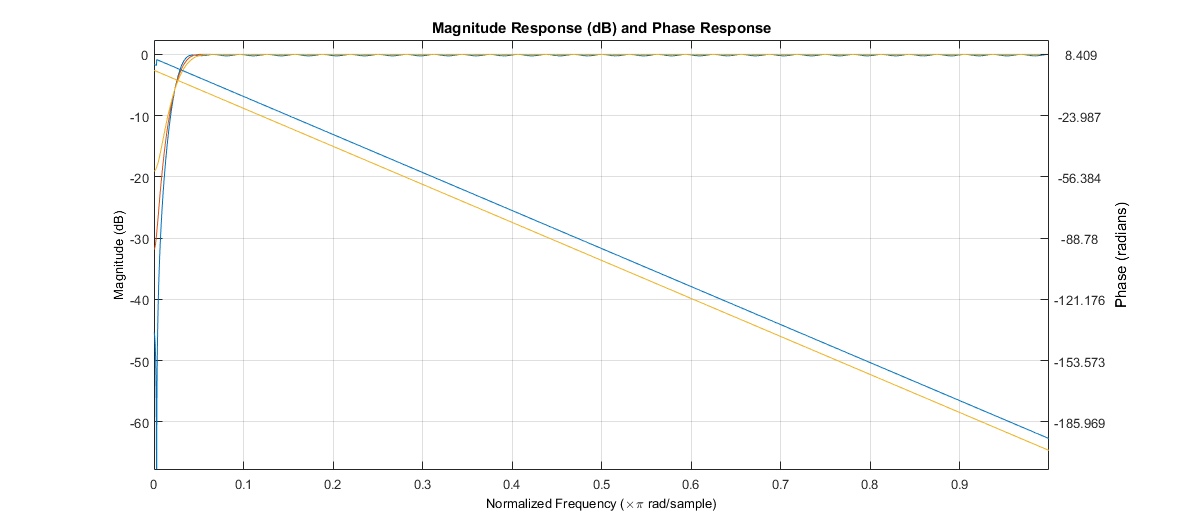 Magnitude Response (dB) and Phase Response
0
-10
-20
-30
-40
-50
-60
Magnitude (dB)
8.409
-23.987
-56.384
-88.78
-121.176
-153.573
-185.969
Phase (radians)
0 0.1 0.2 0.3 0.4 0.5 0.6 0.7 0.8 0.9
Normalized Frequency (×π rad/sample)